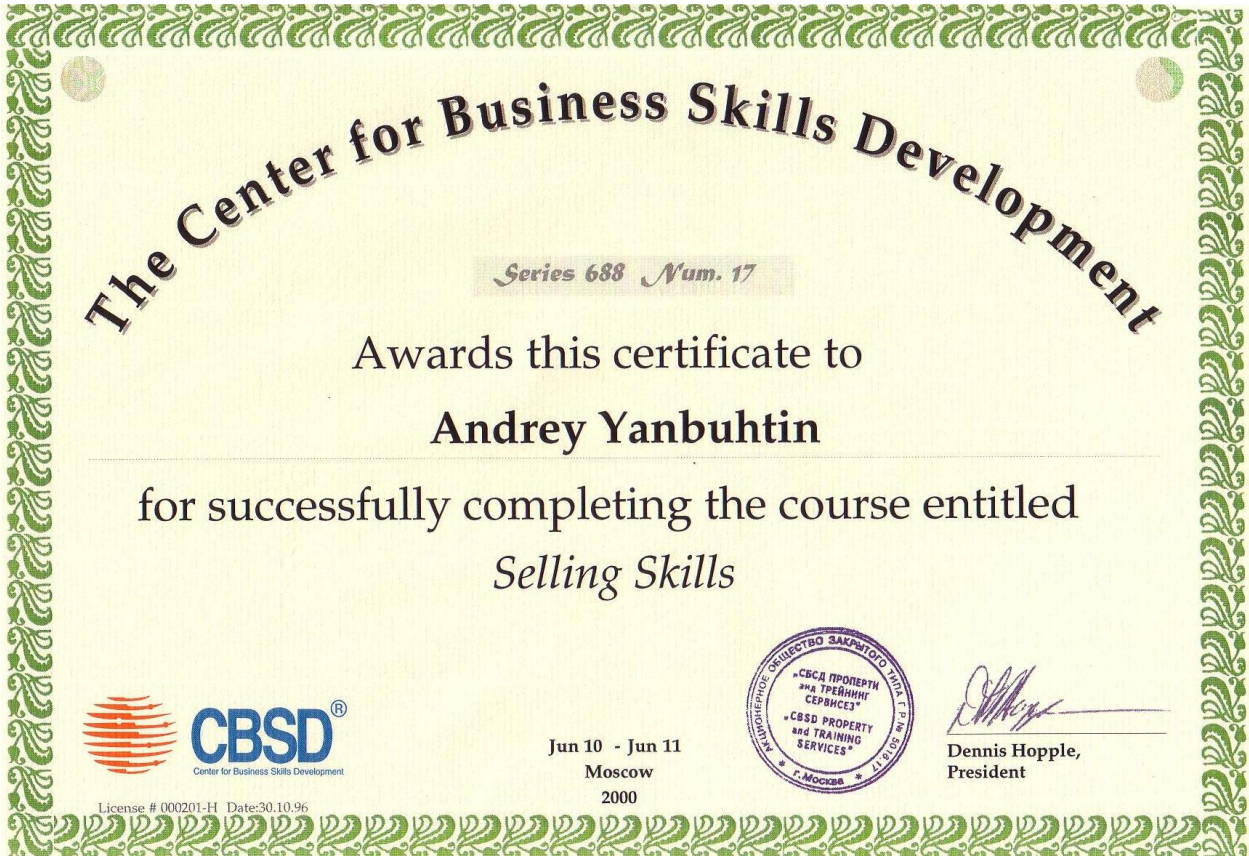 The Center for Business Skills Development
Series 688 Num. 17
Awards this certificate to
Andrey Yanbuhtin
for successfully completing the course entitled
Selling Skills
CBSD®
Center for Business Skills Development
License # 000201-H Date:30.10.96
Jun 10 - Jun 11
Moscow
2000
АКЦИОНЕРНОЕ ОБЩЕСТВО ЗАКРЫТОГО ТИПА Г Р № 5016.17
"СБСД ПРОПЕРТИ
энд ТРЕЙНИНГ
СЕРВИСЕЗ"
"CBSD PROPERTY
and TRAINING
SERVICES"
* г.Москва *
Dennis Hopple,
President